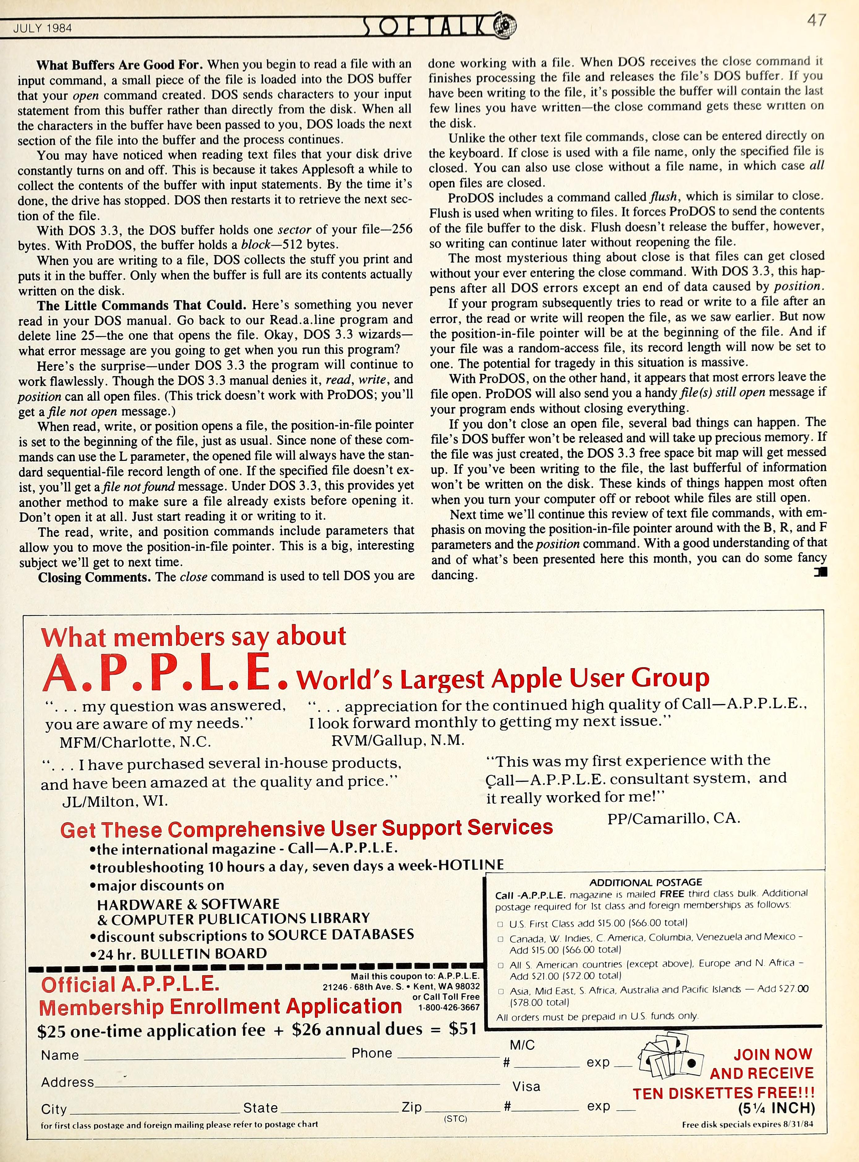 JULY 1984
SOFTALK
47
What Buffers Are Good For. When you begin to read a file with an
input command, a small piece of the file is loaded into the DOS buffer
that your open command created. DOS sends characters to your input
statement from this buffer rather than directly from the disk. When all
the characters in the buffer have been passed to you, DOS loads the next
section of the file into the buffer and the process continues.
You may have noticed when reading text files that your disk drive
constantly turns on and off. This is because it takes Applesoft a while to
collect the contents of the buffer with input statements. By the time it's
done, the drive has stopped. DOS then restarts it to retrieve the next sec-
tion of the file.
With DOS 3.3, the DOS buffer holds one sector of your file—256
bytes. With ProDOS, the buffer holds a block—512 bytes.
When you are writing to a file, DOS collects the stuff you print and
puts it in the buffer. Only when the buffer is full are its contents actually
written on the disk.
The Little Commands That Could. Here's something you never
read in your DOS manual. Go back to our Read.a.line program and
delete line 25—the one that opens the file. Okay, DOS 3.3 wizards—
what error message are you going to get when you run this program?
Here's the surprise—under DOS 3.3 the program will continue to
work flawlessly. Though the DOS 3.3 manual denies it, read, write, and
position can all open files. (This trick doesn't work with ProDOS; you'll
get a file not open message.)
When read, write, or position opens a file, the position-in-file pointer
is set to the beginning of the file, just as usual. Since none of these com-
mands can use the L parameter, the opened file will always have the stan-
dard sequential-file record length of one. If the specified file doesn't ex-
ist, you'll get a file not found message. Under DOS 3.3, this provides yet
another method to make sure a file already exists before opening it.
Don't open it at all. Just start reading it or writing to it.
The read, write, and position commands include parameters that
allow you to move the position-in-file pointer. This is a big, interesting
subject we'll get to next time.
Closing Comments. The close command is used to tell DOS you are
done working with a file. When DOS receives the close command it
finishes processing the file and releases the file's DOS buffer. If you
have been writing to the file, it's possible the buffer will contain the last
few lines you have written—the close command gets these written on
the disk.
Unlike the other text file commands, close can be entered directly on
the keyboard. If close is used with a file name, only the specified file is
closed. You can also use close without a file name, in which case all
open files are closed.
ProDOS includes a command called flush, which is similar to close.
Flush is used when writing to files. It forces ProDOS to send the contents
of the file buffer to the disk. Flush doesn't release the buffer, however,
so writing can continue later without reopening the file.
The most mysterious thing about close is that files can get closed
without your ever entering the close command. With DOS 3.3, this hap-
pens after all DOS errors except an end of data caused by position.
If your program subsequently tries to read or write to a file after an
error, the read or write will reopen the file, as we saw earlier. But now
the position-in-file pointer will be at the beginning of the file. And if
your file was a random-access file, its record length will now be set to
one. The potential for tragedy in this situation is massive.
With ProDOS, on the other hand, it appears that most errors leave the
file open. ProDOS will also send you a handy file(s) still open message if
your program ends without closing everything.
If you don't close an open file, several bad things can happen. The
file's DOS buffer won't be released and will take up precious memory. If
the file was just created, the DOS 3.3 free space bit map will get messed
up. If you've been writing to the file, the last bufferful of information
won't be written on the disk. These kinds of things happen most often
when you turn your computer off or reboot while files are still open.
Next time we'll continue this review of text file commands, with em-
phasis on moving the position-in-file pointer around with the B, R, and F
parameters and the position command. With a good understanding of that
and of what's been presented here this month, you can do some fancy
dancing.
What members say about
A.P.P.L.E. World's Largest Apple User Group
". . . my question was answered,
you are aware of my needs."
MFM/Charlotte, N.C.
". . . appreciation for the continued high quality of Call—A.P.P.L.E.,
I look forward monthly to getting my next issue."
RVM/Gallup, N.M.
". . . I have purchased several in-house products,
and have been amazed at the quality and price."
JL/Milton, WI.
"This was my first experience with the
Call—A.P.P.L.E. consultant system, and
it really worked for me!"
PP/Camarillo, CA.
Get These Comprehensive User Support Services
•the international magazine - Call—A.P.P.L.E.
•troubleshooting 10 hours a day, seven days a week-HOTLINE
•major discounts on
HARDWARE & SOFTWARE
& COMPUTER PUBLICATIONS LIBRARY
•discount subscriptions to SOURCE DATABASES
•24 hr. BULLETIN BOARD
ADDITIONAL POSTAGE
Call -A.P.P.L.E. magazine is mailed FREE third class bulk. Additional
postage required for 1st class and foreign memberships as follows:
□ U.S. First Class add $15.00 ($66.00 total)
□ Canada, W. Indies, C. America, Columbia, Venezuela and Mexico –
Add $15.00 ($66.00 total)
□ All S. American countries (except above), Europe and N. Africa –
Add $21.00 ($72.00 total)
□ Asia, Mid East, S. Africa, Australia and Pacific Islands — Add $27.00
($78.00 total)
All orders must be prepaid in U.S. funds only.
Official A.P.P.L.E.
Membership Enrollment Application
Mail this coupon to: A.P.P.L.E.
21246 - 68th Ave. S. • Kent, WA 98032
or Call Toll Free
1-800-426-3667
$25 one-time application fee + $26 annual dues = $51
Name Phone
M/C
# exp
Address
Visa
City State Zip # exp
(STC)
for first class postage and foreign mailing please refer to postage chart
JOIN NOW
AND RECEIVE
TEN DISKETTES FREE!!!
(5¼ INCH)
Free disk specials expires 8/31/84